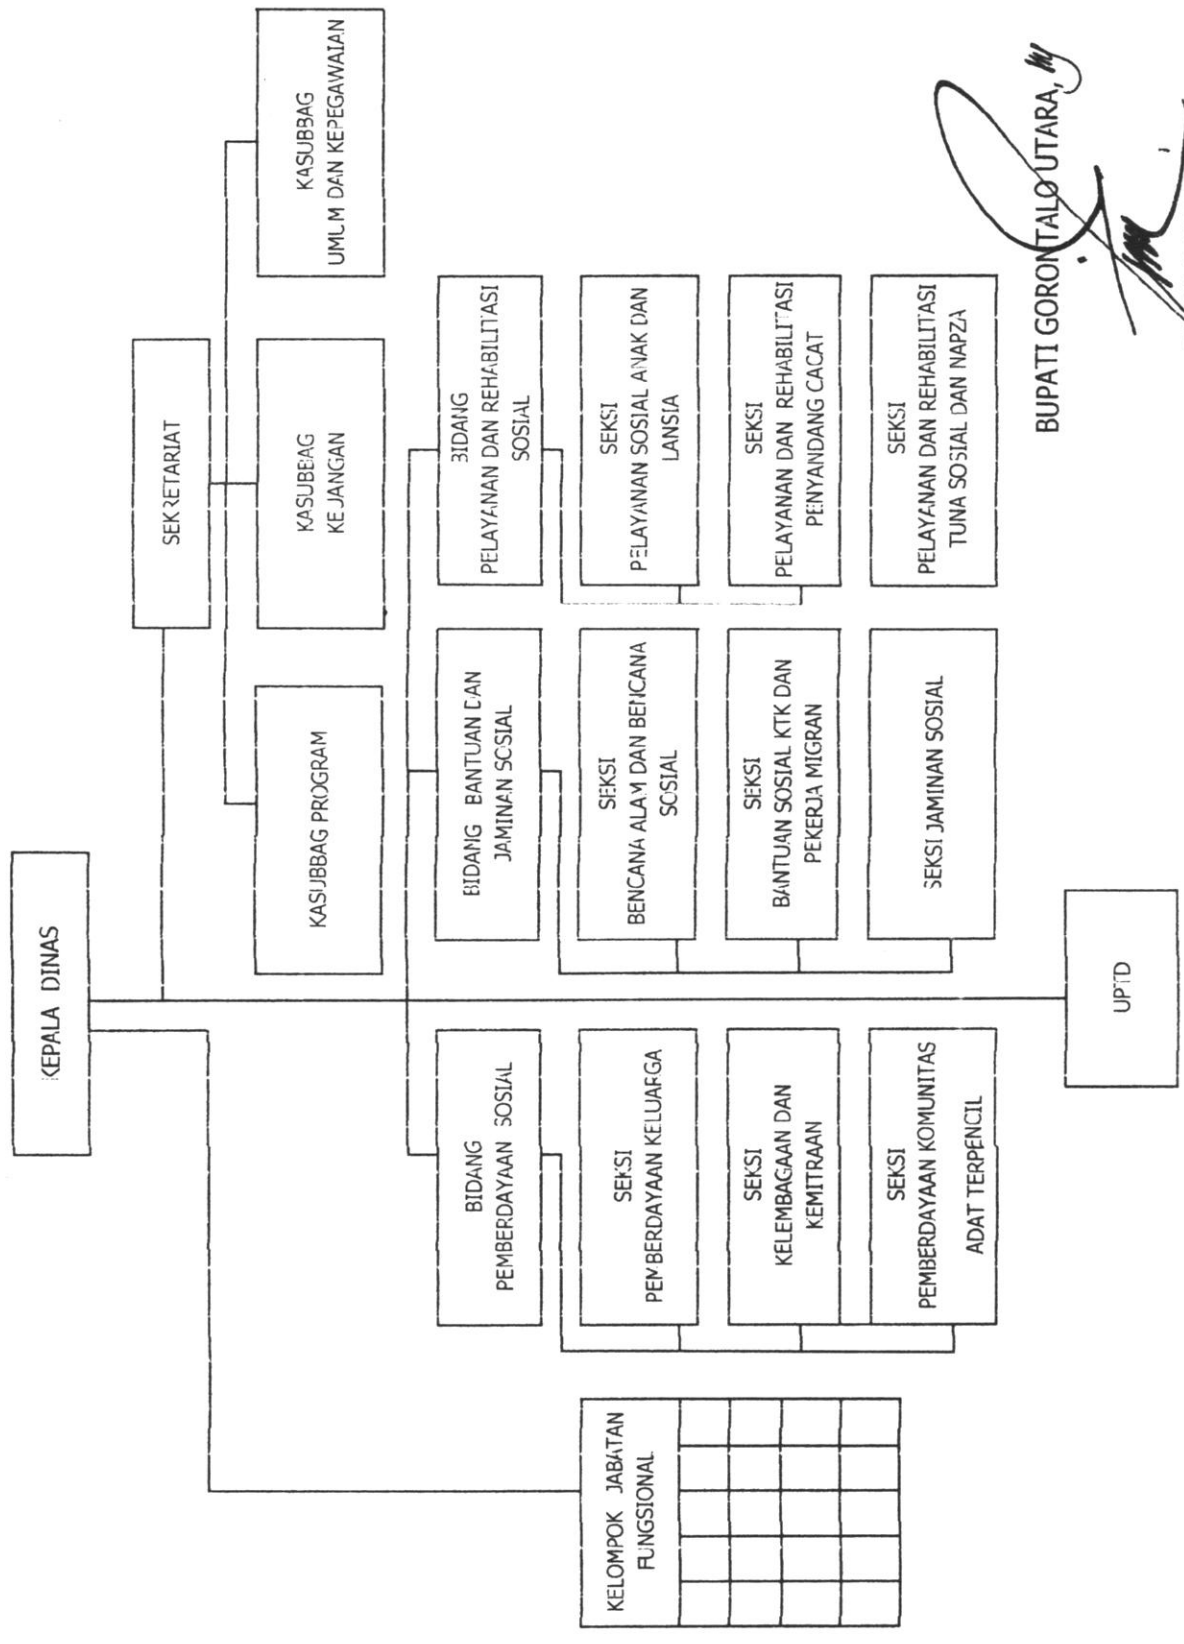 KEPALA DINAS
SEKRETARIAT
KASUBBAG PROGRAM
KASUBBAG
KEUANGAN
KASUBBAG
UMUM DAN KEPEGAWAIAN
KELOMPOK JABATAN
FUNGSIONAL
BIDANG
PEMBERDAYAAN SOSIAL
SEKSI
PEMBERDAYAAN KELUARGA
SEKSI
KELEMBAGAAN DAN
KEMITRAAN
SEKSI
PEMBERDAYAAN KOMUNITAS
ADAT TERPENCIL
BIDANG BANTUAN DAN
JAMINAN SOSIAL
SEKSI
BENCANA ALAM DAN BENCANA
SOSIAL
SEKSI
BANTUAN SOSIAL KTK DAN
PEKERJA MIGRAN
SEKSI JAMINAN SOSIAL
BIDANG
PELAYANAN DAN REHABILITASI
SOSIAL
SEKSI
PELAYANAN SOSIAL ANAK DAN
LANSIA
SEKSI
PELAYANAN DAN REHABILITASI
PENYANDANG CACAT
SEKSI
PELAYANAN DAN REHABILITASI
TUNA SOSIAL DAN NAPZA
UPTD
BUPATI GORONTALO UTARA,